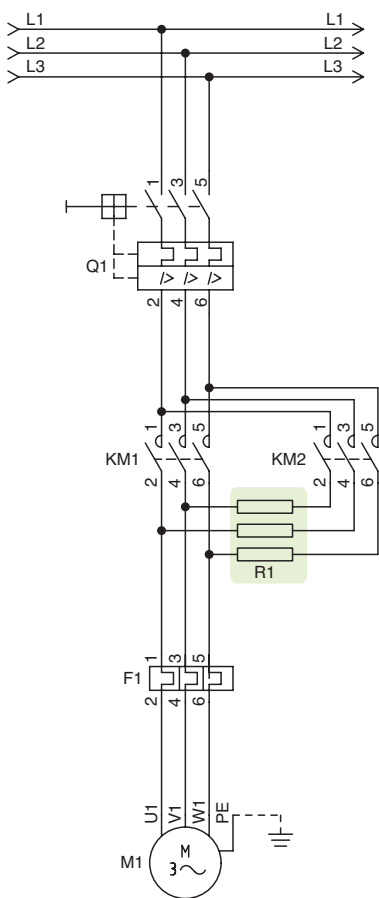 L1 L1
L2 L2
L3 L3
1 3 5
Q1
I> I> I>
2 4 6
1 3 5 1 3 5
KM1 KM2
2 4 6 2 4 6
R1
1 3 5
F1
2 4 6
U1 V1 W1 PE
M1 M
3~